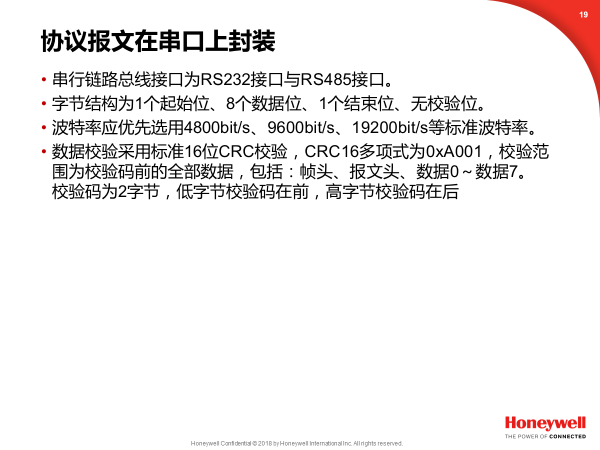 19
协议报文在串口上封装
• 串行链路总线接口为RS232接口与RS485接口。
• 字节结构为1个起始位、8个数据位、1个结束位、无校验位。
• 波特率应优先选用4800bit/s、9600bit/s、19200bit/s等标准波特率。
• 数据校验采用标准16位CRC校验，CRC16多项式为0xA001，校验范
围为校验码前的全部数据，包括：帧头、报文头、数据0～数据7。
校验码为2字节，低字节校验码在前，高字节校验码在后
Honeywell
THE POWER OF CONNECTED
Honeywell Confidential © 2018 by Honeywell International Inc. All rights reserved.